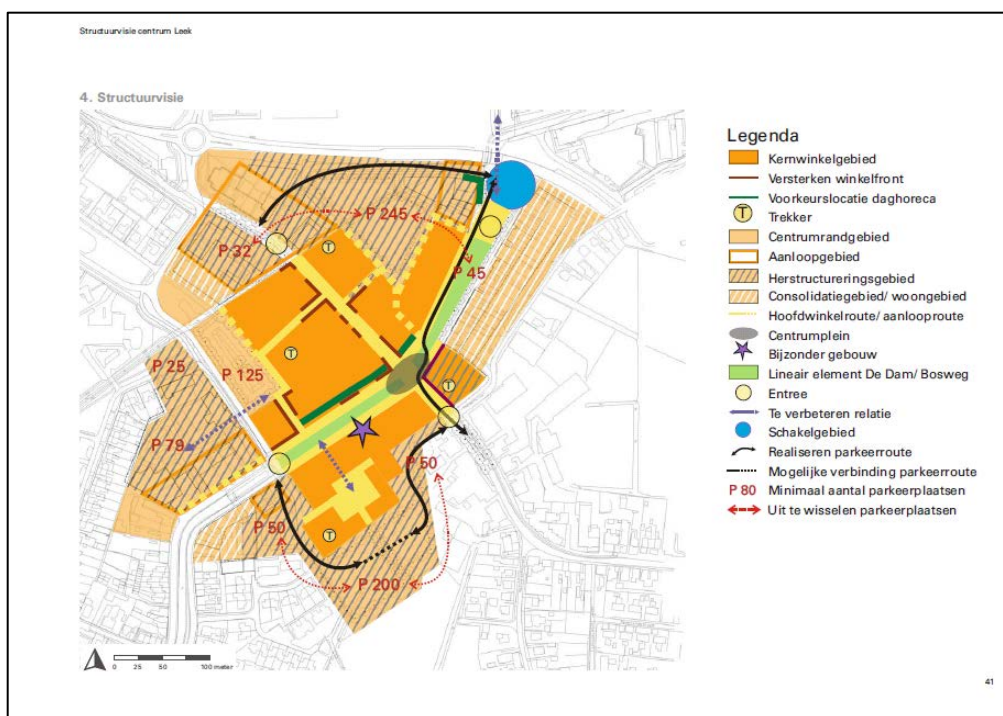 Structuurvisie centrum Leek
4. Structuurvisie
P 245
P 32
T
P 45
P 25
T
P 125
T
P 79
P 50
P 50
T
P 200
0 25 50 100 meter
Legenda
Kernwinkelgebied
Versterken winkelfront
Voorkeurslocatie daghoreca
T Trekker
Centrumrandgebied
Aanloopgebied
Herstructureringsgebied
Consolidatiegebied/ woongebied
Hoofdwinkelroute/ aanlooproute
Centrumplein
Bijzonder gebouw
Lineair element De Dam/ Bosweg
Entree
Te verbeteren relatie
Schakelgebied
Realiseren parkeerroute
Mogelijke verbinding parkeerroute
P 80 Minimaal aantal parkeerplaatsen
Uit te wisselen parkeerplaatsen
41